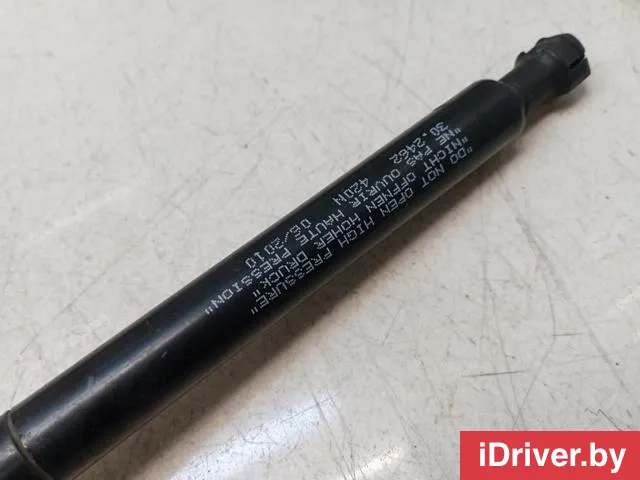 "DO NOT OPEN HIGH PRESSURE"
"NICHT OFFNEN HOHER DRUCK"
"NE PAS OUVRIR HAUTE PRESSION"
30.2462 420N 06/2010
iDriver.by